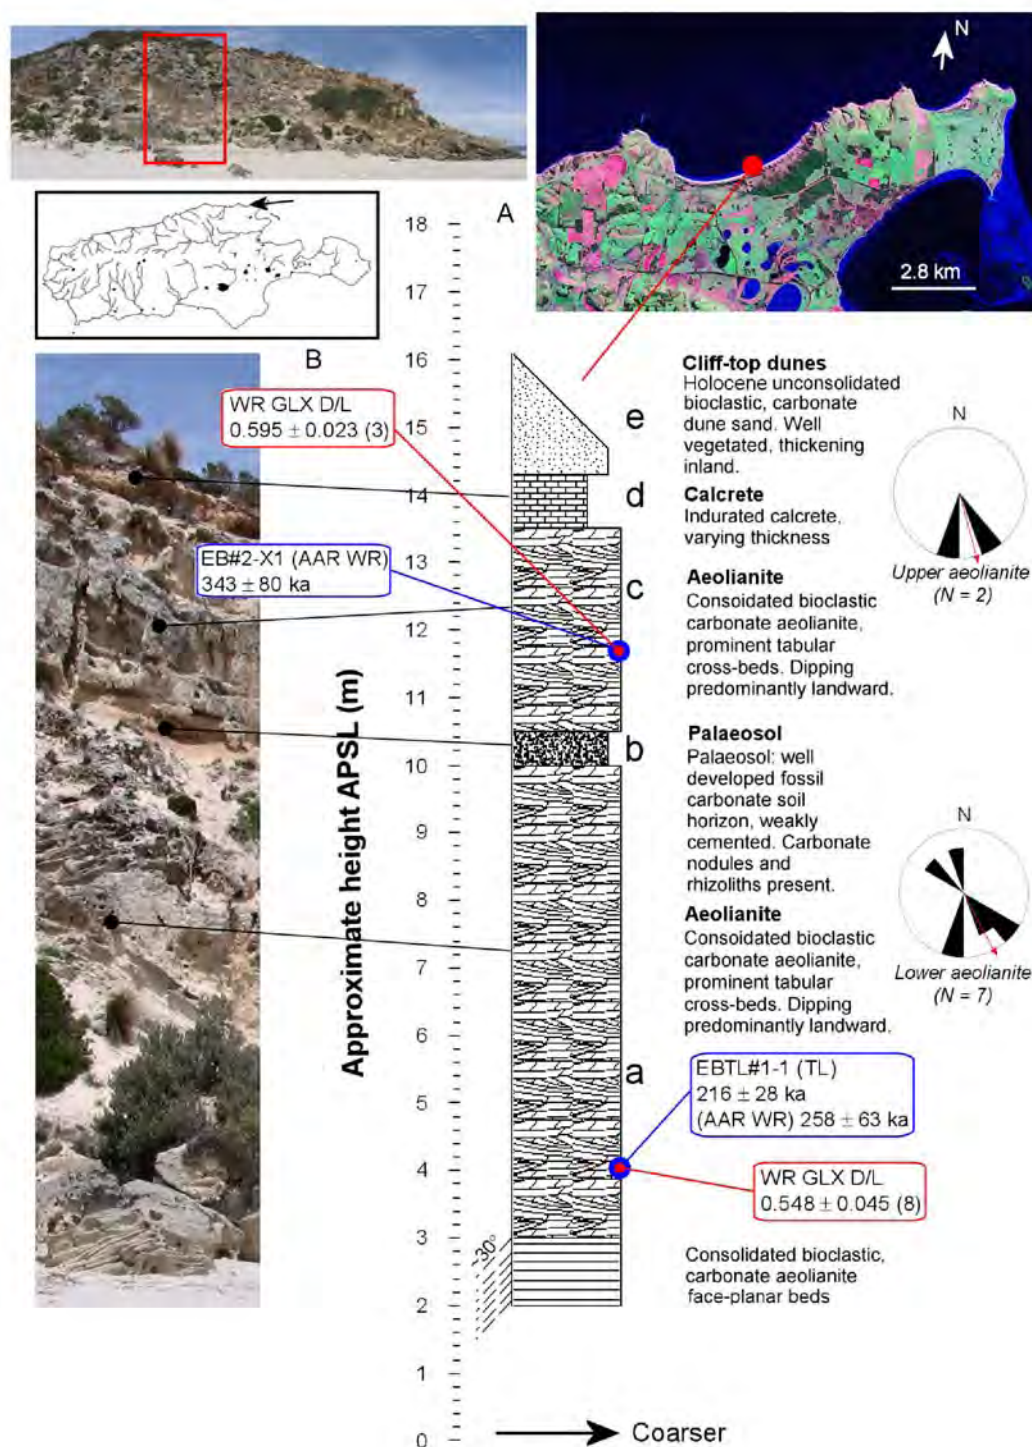 N
2.8 km
A
B
18
17
16
15
14
13
12
11
10
9
8
7
6
5
4
3
2
1
0
Approximate height APSL (m)
WR GLX D/L
0.595 ± 0.023 (3)
EB#2-X1 (AAR WR)
343 ± 80 ka
e
d
c
b
a
Cliff-top dunes
Holocene unconsolidated
bioclastic, carbonate
dune sand. Well
vegetated, thickening
inland.
Calcrete
Indurated calcrete,
varying thickness
N
Upper aeolianite
(N = 2)
Aeolianite
Consoidated bioclastic
carbonate aeolianite,
prominent tabular
cross-beds. Dipping
predominantly landward.
Palaeosol
Palaeosol: well
developed fossil
carbonate soil
horizon, weakly
cemented. Carbonate
nodules and
rhizoliths present.
N
Lower aeolianite
(N = 7)
Aeolianite
Consoidated bioclastic
carbonate aeolianite,
prominent tabular
cross-beds. Dipping
predominantly landward.
EBTL#1-1 (TL)
216 ± 28 ka
(AAR WR) 258 ± 63 ka
WR GLX D/L
0.548 ± 0.045 (8)
30°
Consolidated bioclastic,
carbonate aeolianite
face-planar beds
Coarser